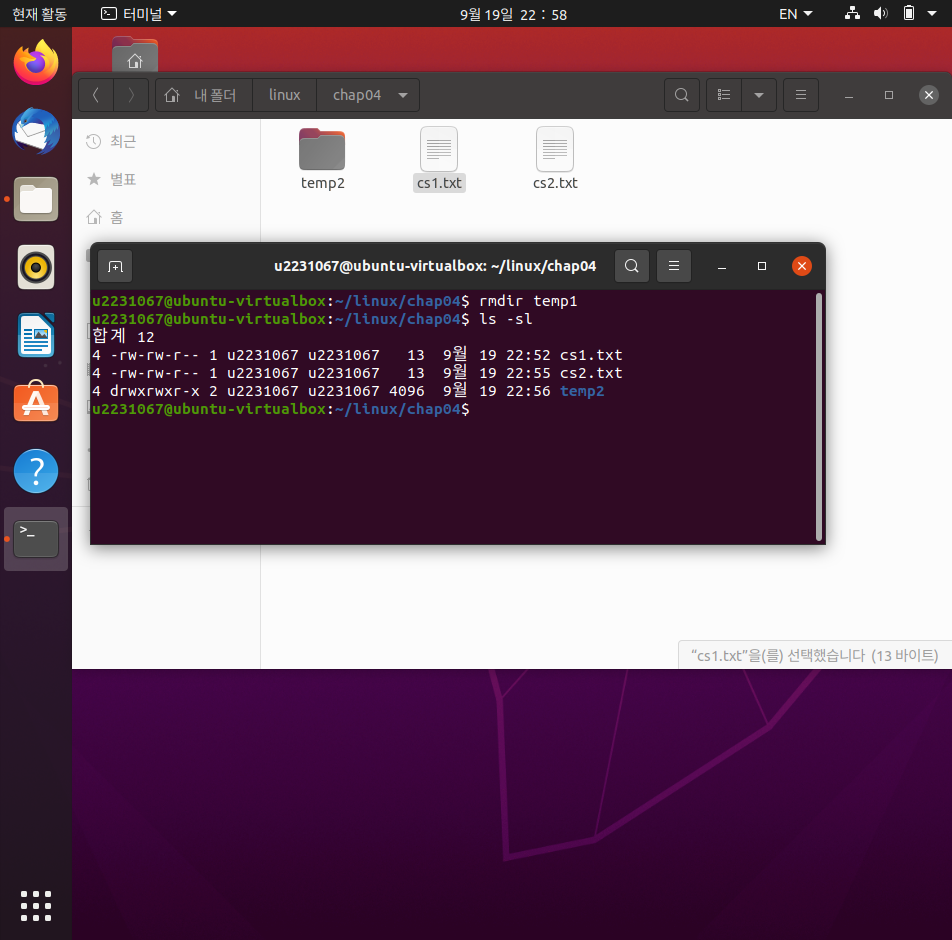 현재 활동 터미널 9월 19일 22 : 58 EN
내 폴더 linux chap04
최근
별표
홈
temp2 cs1.txt cs2.txt
u2231067@ubuntu-virtualbox: ~/linux/chap04
u2231067@ubuntu-virtualbox:~/linux/chap04$ rmdir temp1
u2231067@ubuntu-virtualbox:~/linux/chap04$ ls -sl
합계 12
4 -rw-rw-r-- 1 u2231067 u2231067   13  9월 19 22:52 cs1.txt
4 -rw-rw-r-- 1 u2231067 u2231067   13  9월 19 22:55 cs2.txt
4 drwxrwxr-x 2 u2231067 u2231067 4096  9월 19 22:56 temp2
u2231067@ubuntu-virtualbox:~/linux/chap04$
“cs1.txt”을(를) 선택했습니다 (13 바이트)